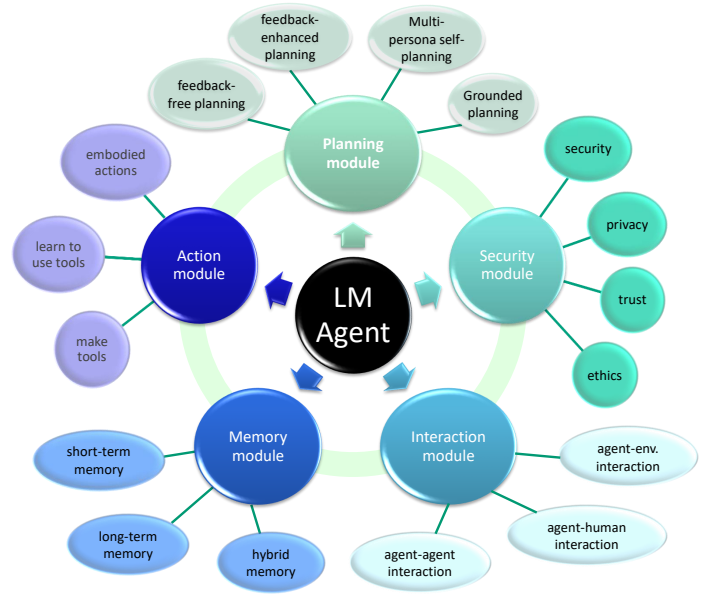 feedback-
enhanced
planning
Multi-
persona self-
planning
feedback-
free planning
Grounded
planning
Planning
module
embodied
actions
learn to
use tools
make
tools
Action
module
LM
Agent
Security
module
security
privacy
trust
ethics
Memory
module
short-term
memory
long-term
memory
hybrid
memory
Interaction
module
agent-env.
interaction
agent-human
interaction
agent-agent
interaction